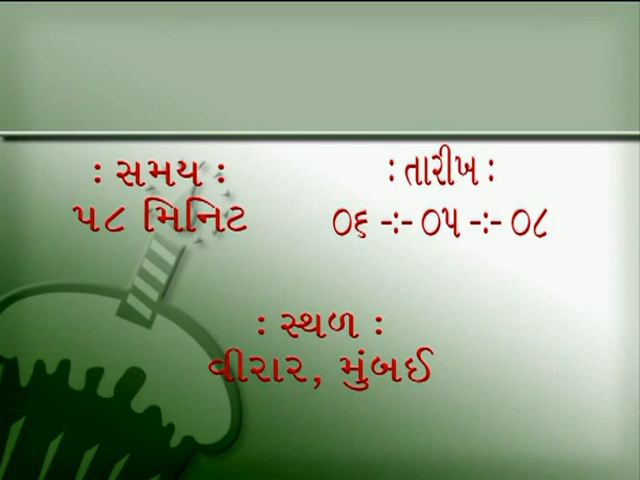 : સમય :
૫૮ મિનિટ
: તારીખ :
૦૬ -:- ૦૫ -:- ૦૮
: સ્થળ :
વીરાર, મુંબઈ